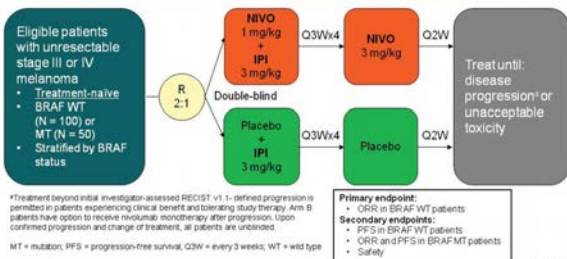 Eligible patients
with unresectable
stage III or IV
melanoma
• Treatment-naïve
• BRAF WT
(N = 100) or
MT (N = 50)
• Stratified by BRAF
status
R
2:1
Double-blind
NIVO
1 mg/kg
+
IPI
3 mg/kg
Q3Wx4
NIVO
3 mg/kg
Q2W
Placebo
+
IPI
3 mg/kg
Q3Wx4
Placebo
Q2W
Treat until:
disease
progressionᵃ or
unacceptable
toxicity
ᵃTreatment beyond initial investigator-assessed RECIST v1.1- defined progression is
permitted in patients experiencing clinical benefit and tolerating study therapy. Arm B
patients have option to receive nivolumab monotherapy after progression. Upon
confirmed progression and change of treatment, all patients are unblinded.
MT = mutation; PFS = progression-free survival, Q3W = every 3 weeks; WT = wild type
Primary endpoint:
• ORR in BRAF WT patients
Secondary endpoints:
• PFS in BRAF WT patients
• ORR and PFS in BRAF MT patients
• Safety